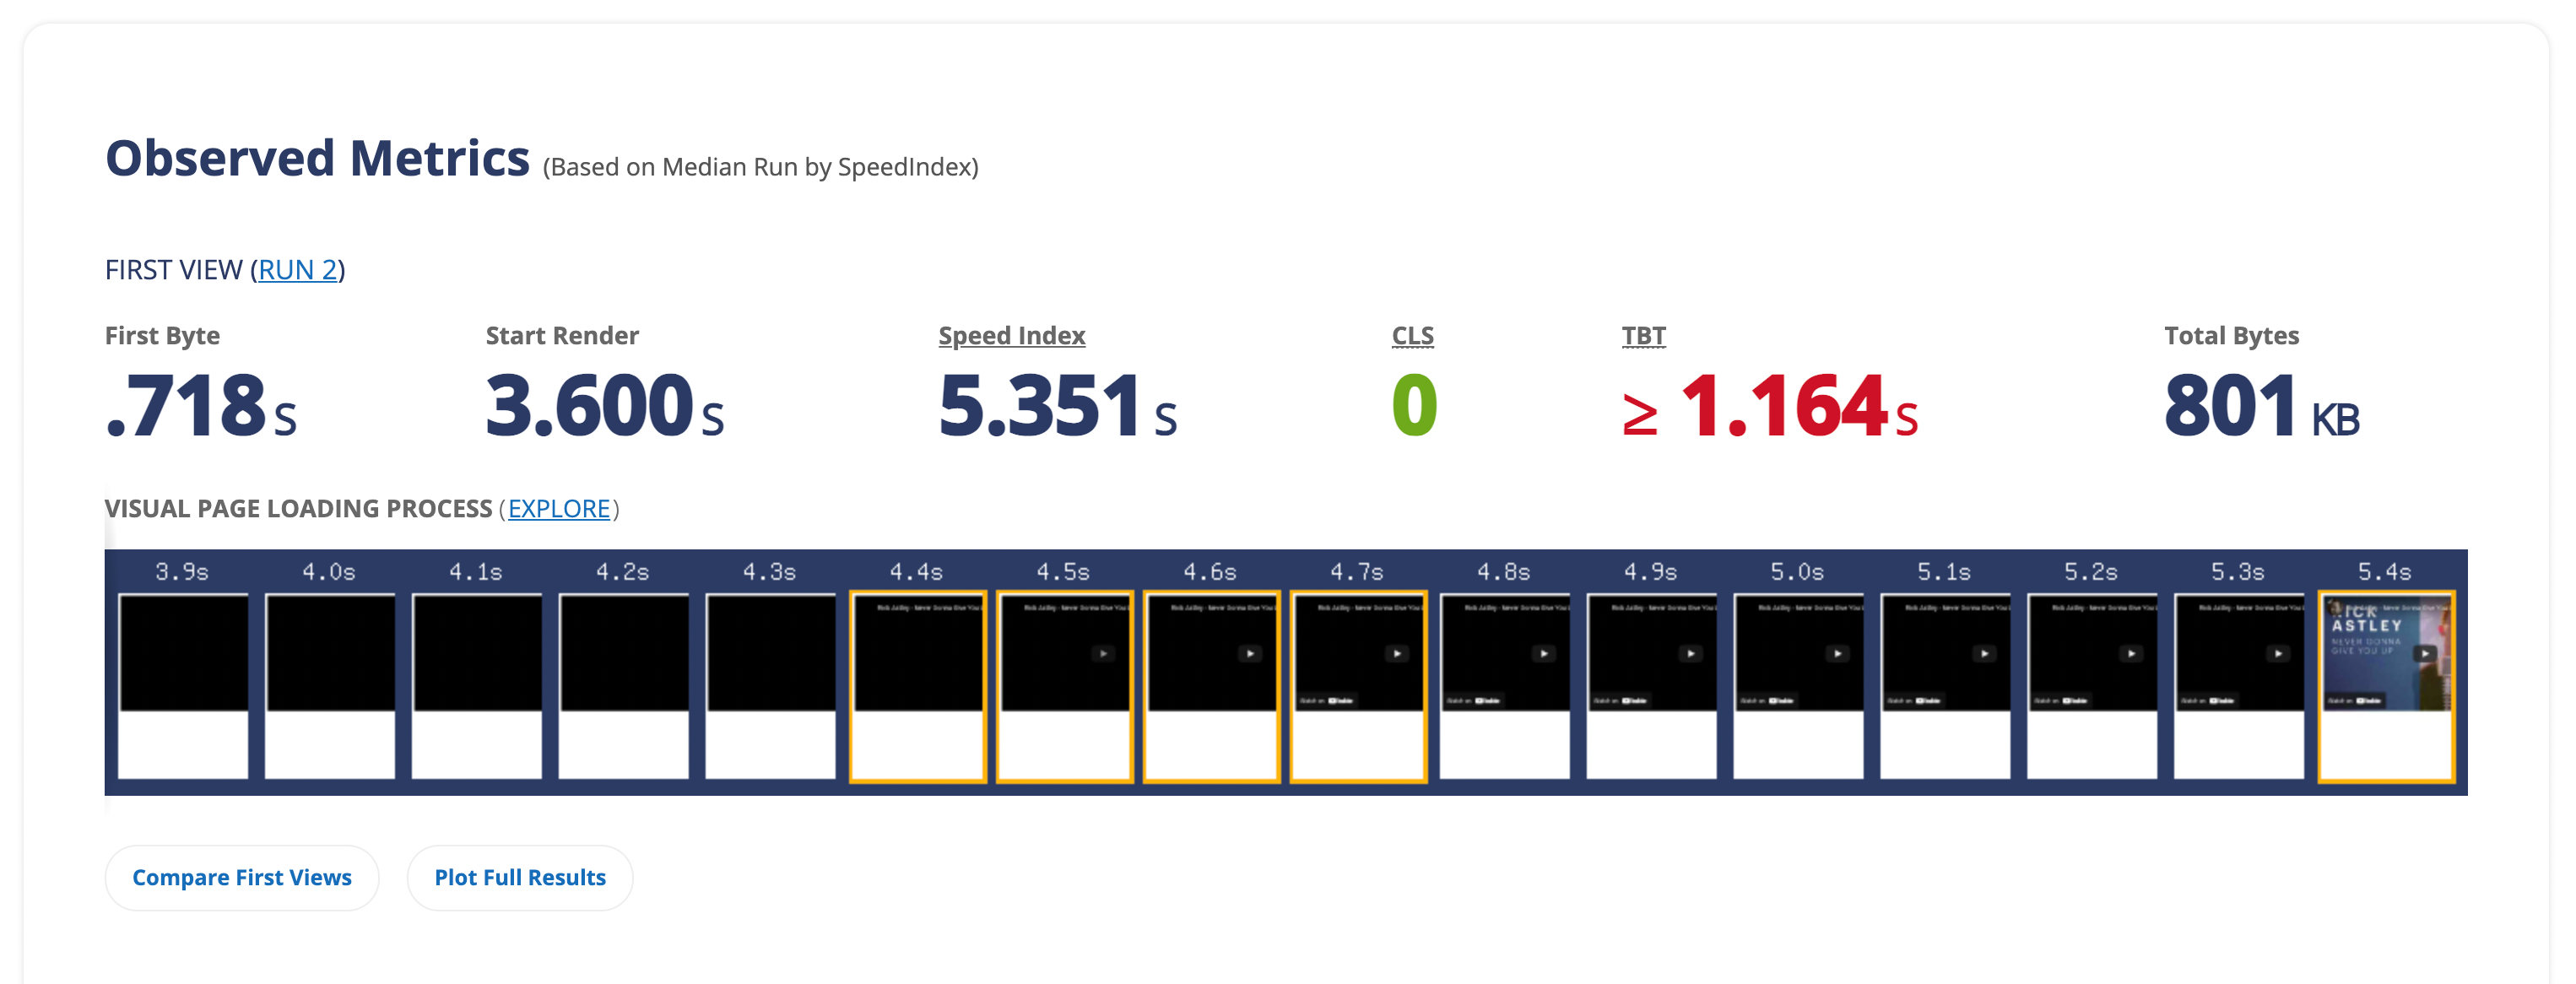 Observed Metrics (Based on Median Run by SpeedIndex)
FIRST VIEW (RUN 2)
First Byte Start Render Speed Index CLS TBT Total Bytes
.718 s 3.600 s 5.351 s 0 ≥ 1.164 s 801 KB
VISUAL PAGE LOADING PROCESS (EXPLORE)
3.9s 4.0s 4.1s 4.2s 4.3s 4.4s 4.5s 4.6s 4.7s 4.8s 4.9s 5.0s 5.1s 5.2s 5.3s 5.4s
ASTLEY
NEVER GONNA
GIVE YOU UP
Compare First Views Plot Full Results